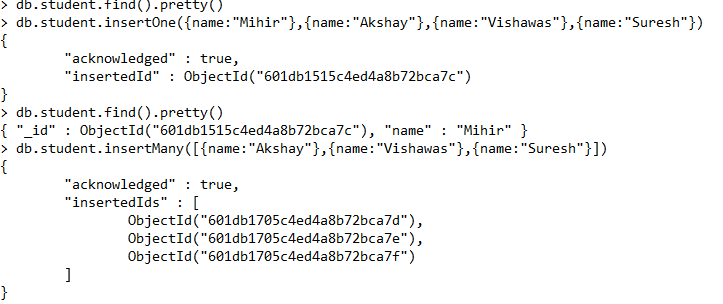 > db.student.find().pretty()
> db.student.insertOne({name:"Mihir"},{name:"Akshay"},{name:"Vishawas"},{name:"Suresh"})
{
        "acknowledged" : true,
        "insertedId" : ObjectId("601db1515c4ed4a8b72bca7c")
}
> db.student.find().pretty()
{ "_id" : ObjectId("601db1515c4ed4a8b72bca7c"), "name" : "Mihir" }
> db.student.insertMany([{name:"Akshay"},{name:"Vishawas"},{name:"Suresh"}])
{
        "acknowledged" : true,
        "insertedIds" : [
                ObjectId("601db1705c4ed4a8b72bca7d"),
                ObjectId("601db1705c4ed4a8b72bca7e"),
                ObjectId("601db1705c4ed4a8b72bca7f")
        ]
}